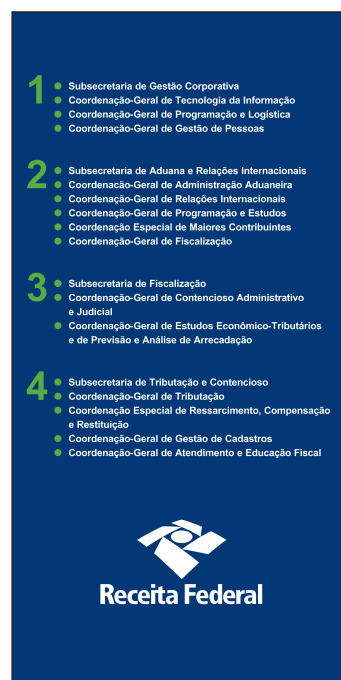 1
Subsecretaria de Gestão Corporativa
Coordenação-Geral de Tecnologia da Informação
Coordenação-Geral de Programação e Logística
Coordenação-Geral de Gestão de Pessoas
2
Subsecretaria de Aduana e Relações Internacionais
Coordenacão-Geral de Administração Aduaneira
Coordenação-Geral de Relações Internacionais
Coordenação-Geral de Programação e Estudos
Coordenação Especial de Maiores Contribuintes
Coordenação-Geral de Fiscalização
3
Subsecretaria de Fiscalização
Coordenação-Geral de Contencioso Administrativo
e Judicial
Coordenação-Geral de Estudos Econômico-Tributários
e de Previsão e Análise de Arrecadação
4
Subsecretaria de Tributação e Contencioso
Coordenação-Geral de Tributação
Coordenação Especial de Ressarcimento, Compensação
e Restituição
Coordenação-Geral de Gestão de Cadastros
Coordenação-Geral de Atendimento e Educação Fiscal
Receita Federal